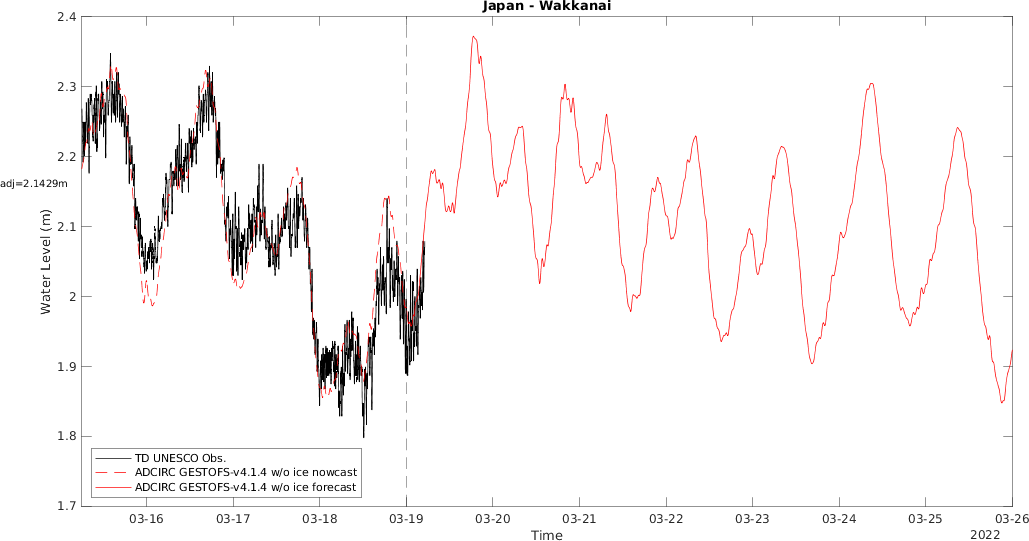 Japan - Wakkanai
2.4
2.3
2.2
adj=2.1429m
2.1
2
1.9
1.8
1.7
Water Level (m)
TD UNESCO Obs.
ADCIRC GESTOFS-v4.1.4 w/o ice nowcast
ADCIRC GESTOFS-v4.1.4 w/o ice forecast
03-16 03-17 03-18 03-19 03-20 03-21 03-22 03-23 03-24 03-25 03-26
Time
2022